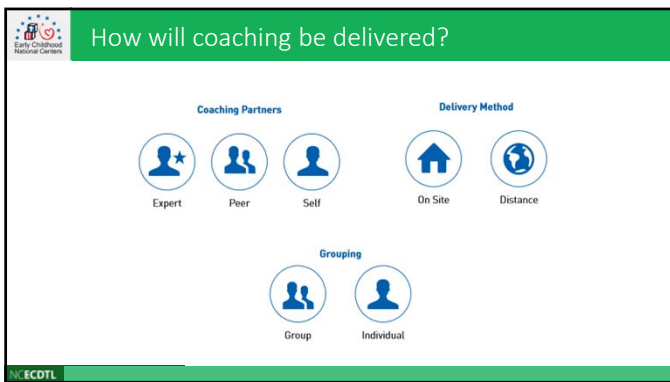 Early Childhood
National Centers
How will coaching be delivered?
Coaching Partners
Expert
Peer
Self
Delivery Method
On Site
Distance
Grouping
Group
Individual
NCECDTL